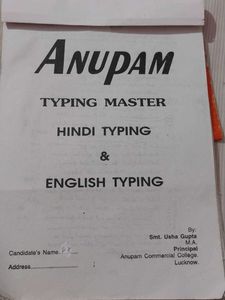 ANUPAM
TYPING MASTER
HINDI TYPING
&
ENGLISH TYPING
By:
Smt. Usha Gupta
M.A.
Principal
Anupam Commercial College,
Lucknow.
Candidate's Name
Address